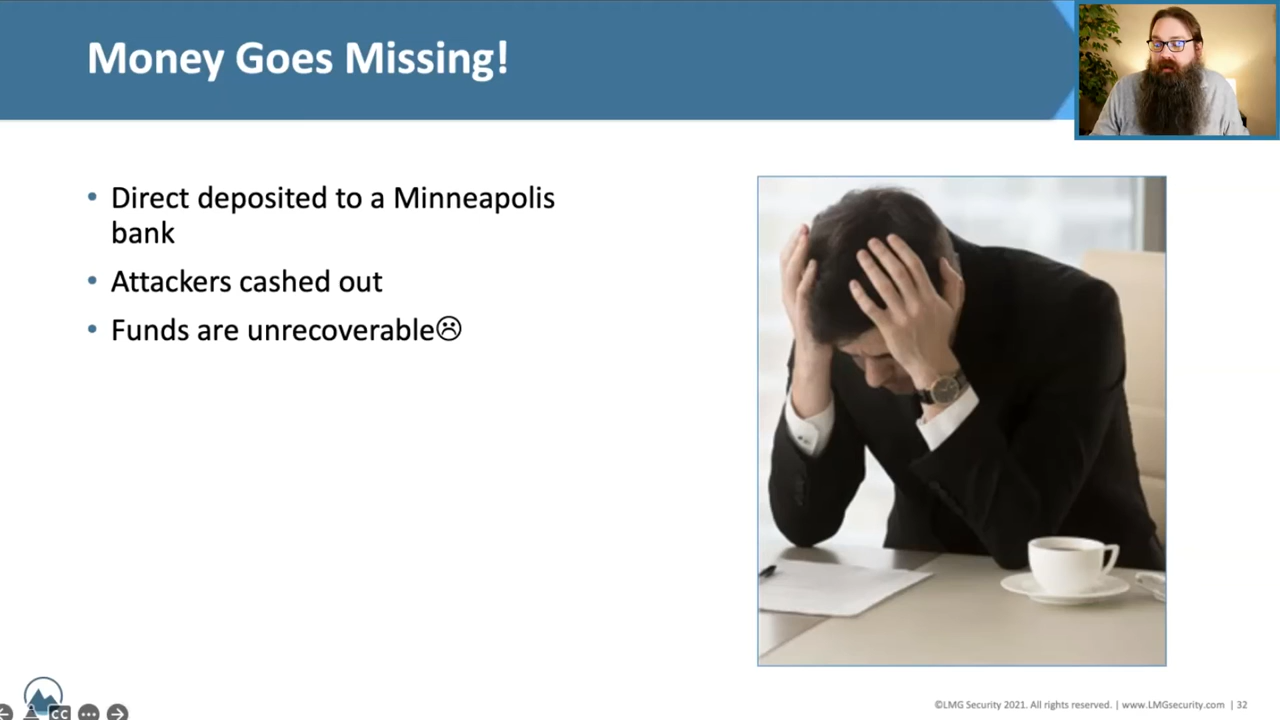 Money Goes Missing!
• Direct deposited to a Minneapolis
bank
• Attackers cashed out
• Funds are unrecoverable☹
CC
©LMG Security 2021. All rights reserved. | www.LMGsecurity.com | 32